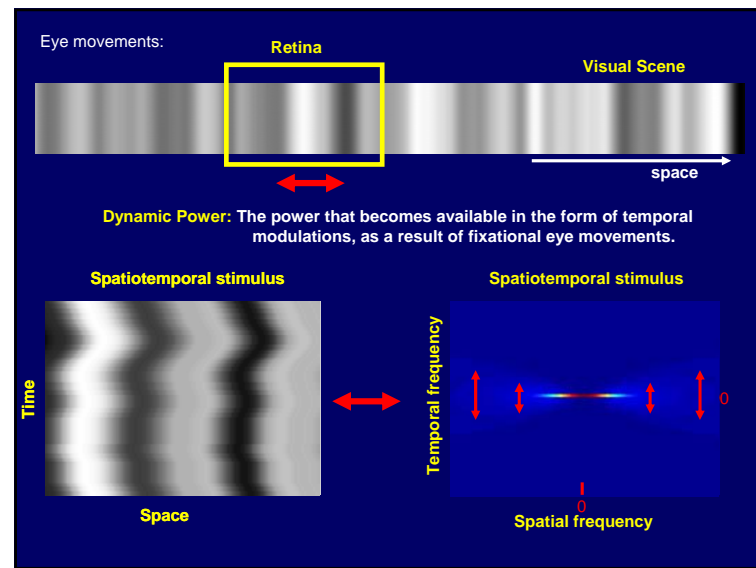 Eye movements:
Retina
Visual Scene
space
Dynamic Power: The power that becomes available in the form of temporal
modulations, as a result of fixational eye movements.
Spatiotemporal stimulus
Time
Space
Spatiotemporal stimulus
Temporal frequency
0
0
Spatial frequency